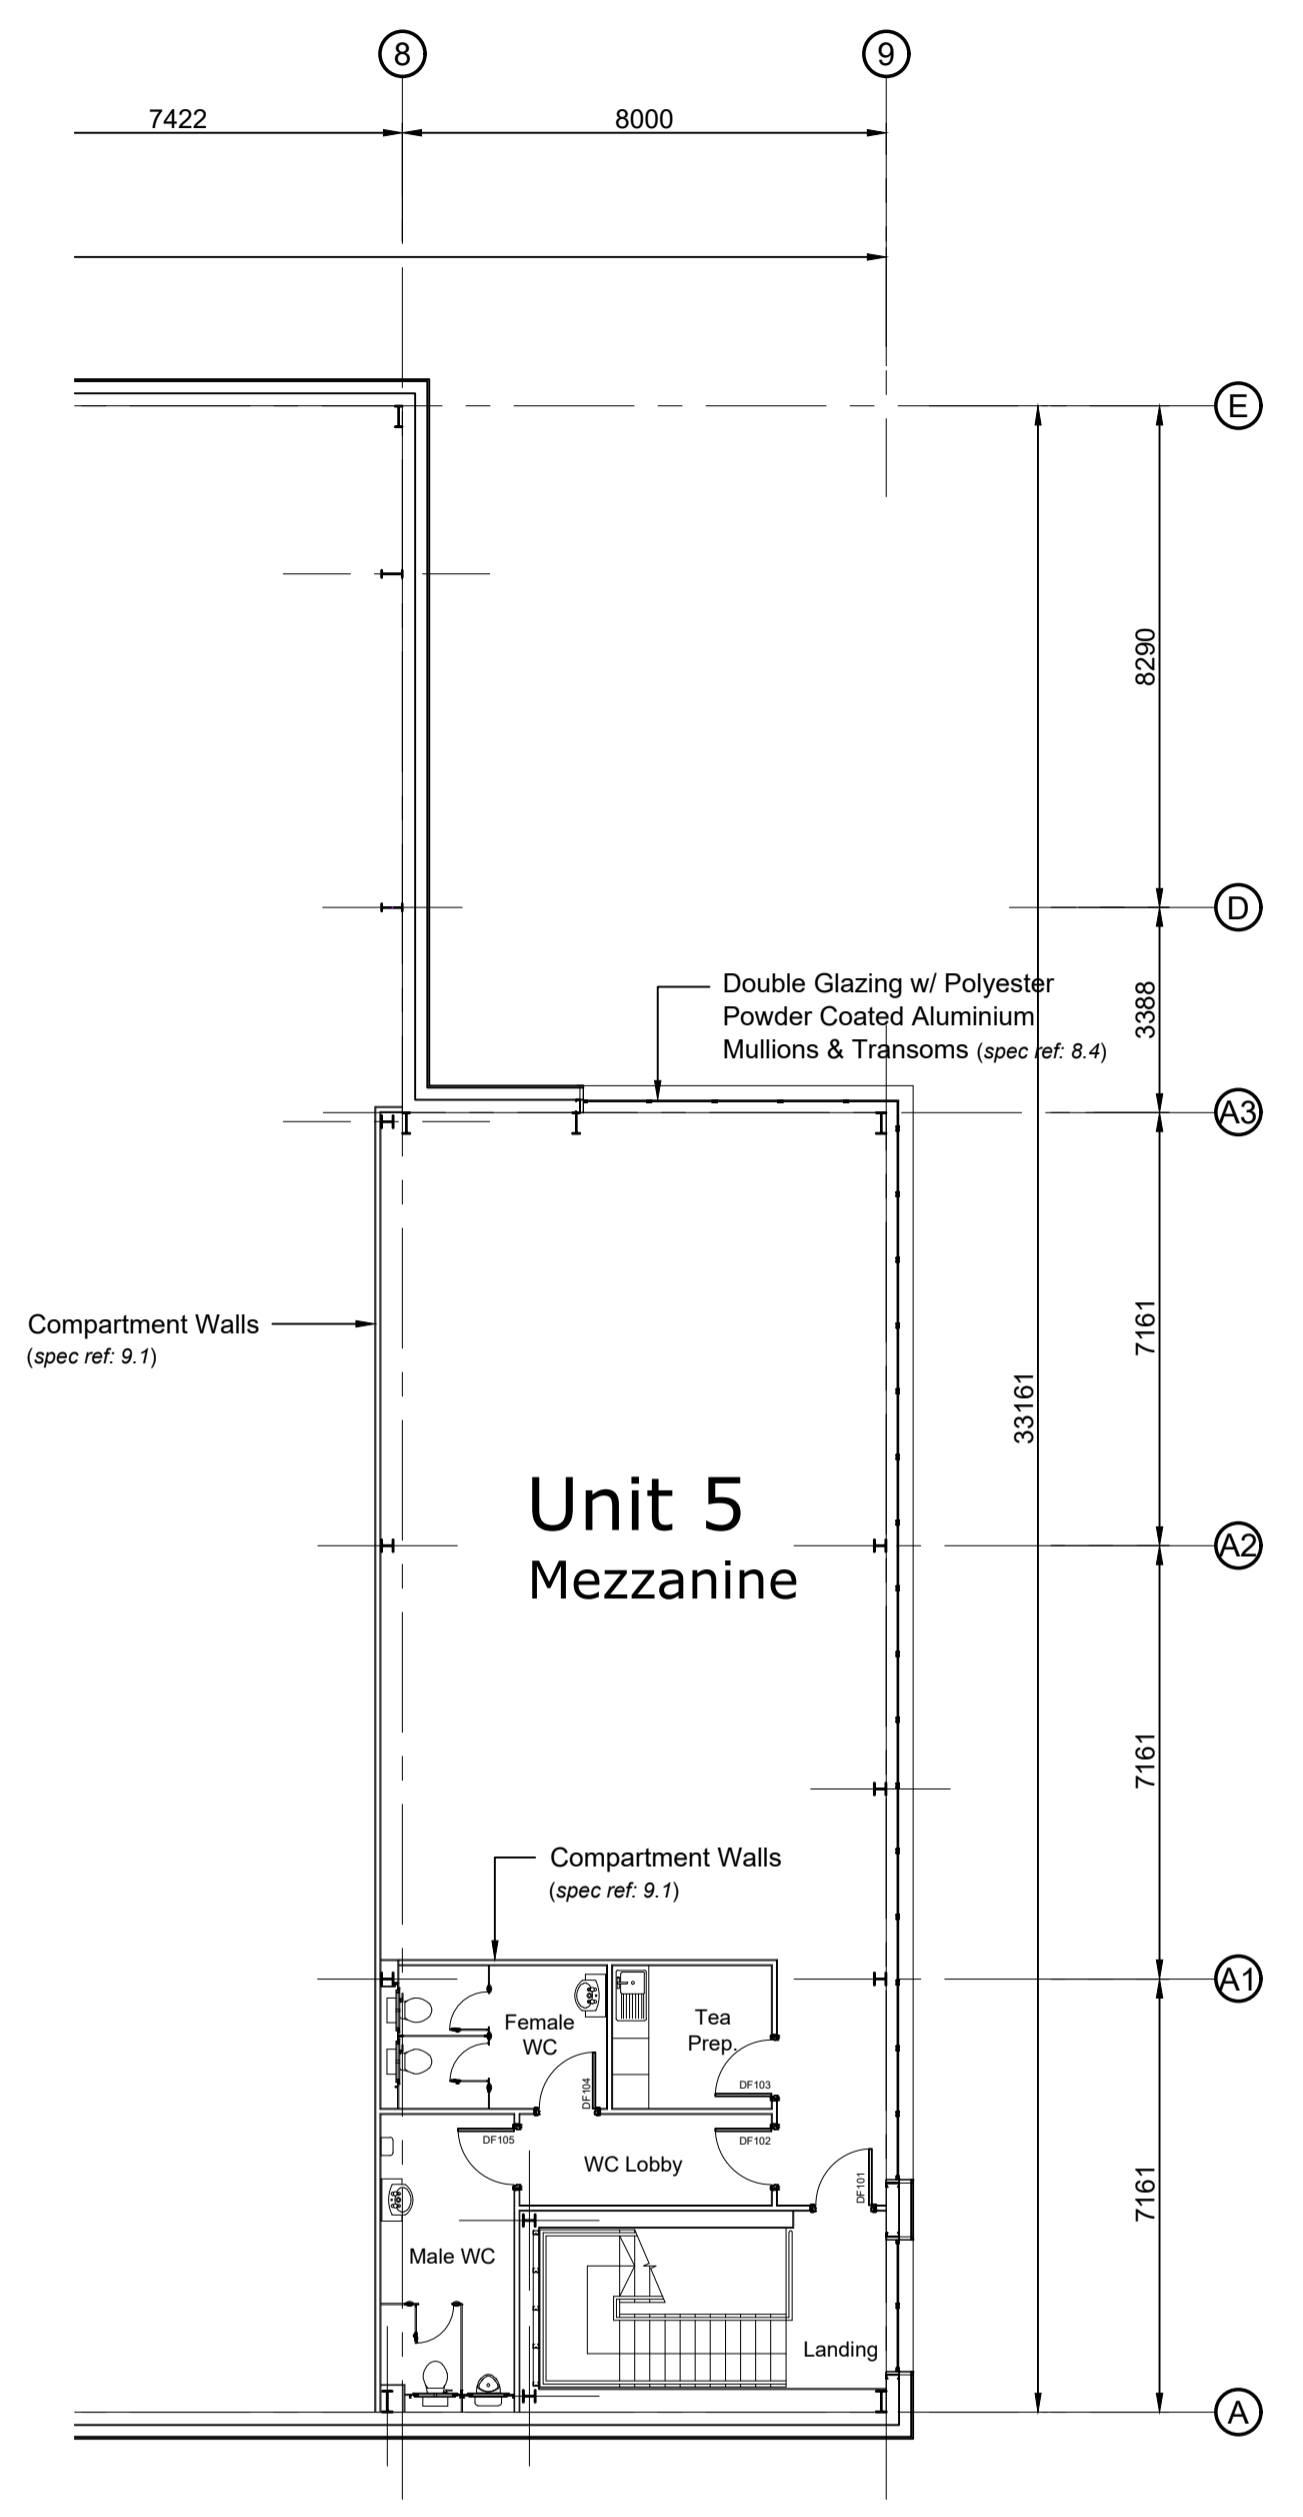 8
9
7422
8000
E
8290
D
Double Glazing w/ Polyester
Powder Coated Aluminium
Mullions & Transoms (spec ref: 8.4)
3388
A3
Compartment Walls
(spec ref: 9.1)
7161
33161
Unit 5
Mezzanine
A2
7161
Compartment Walls
(spec ref: 9.1)
A1
Female
WC
Tea
Prep.
DF104
DF103
DF105
DF102
WC Lobby
DF101
7161
Male WC
Landing
A